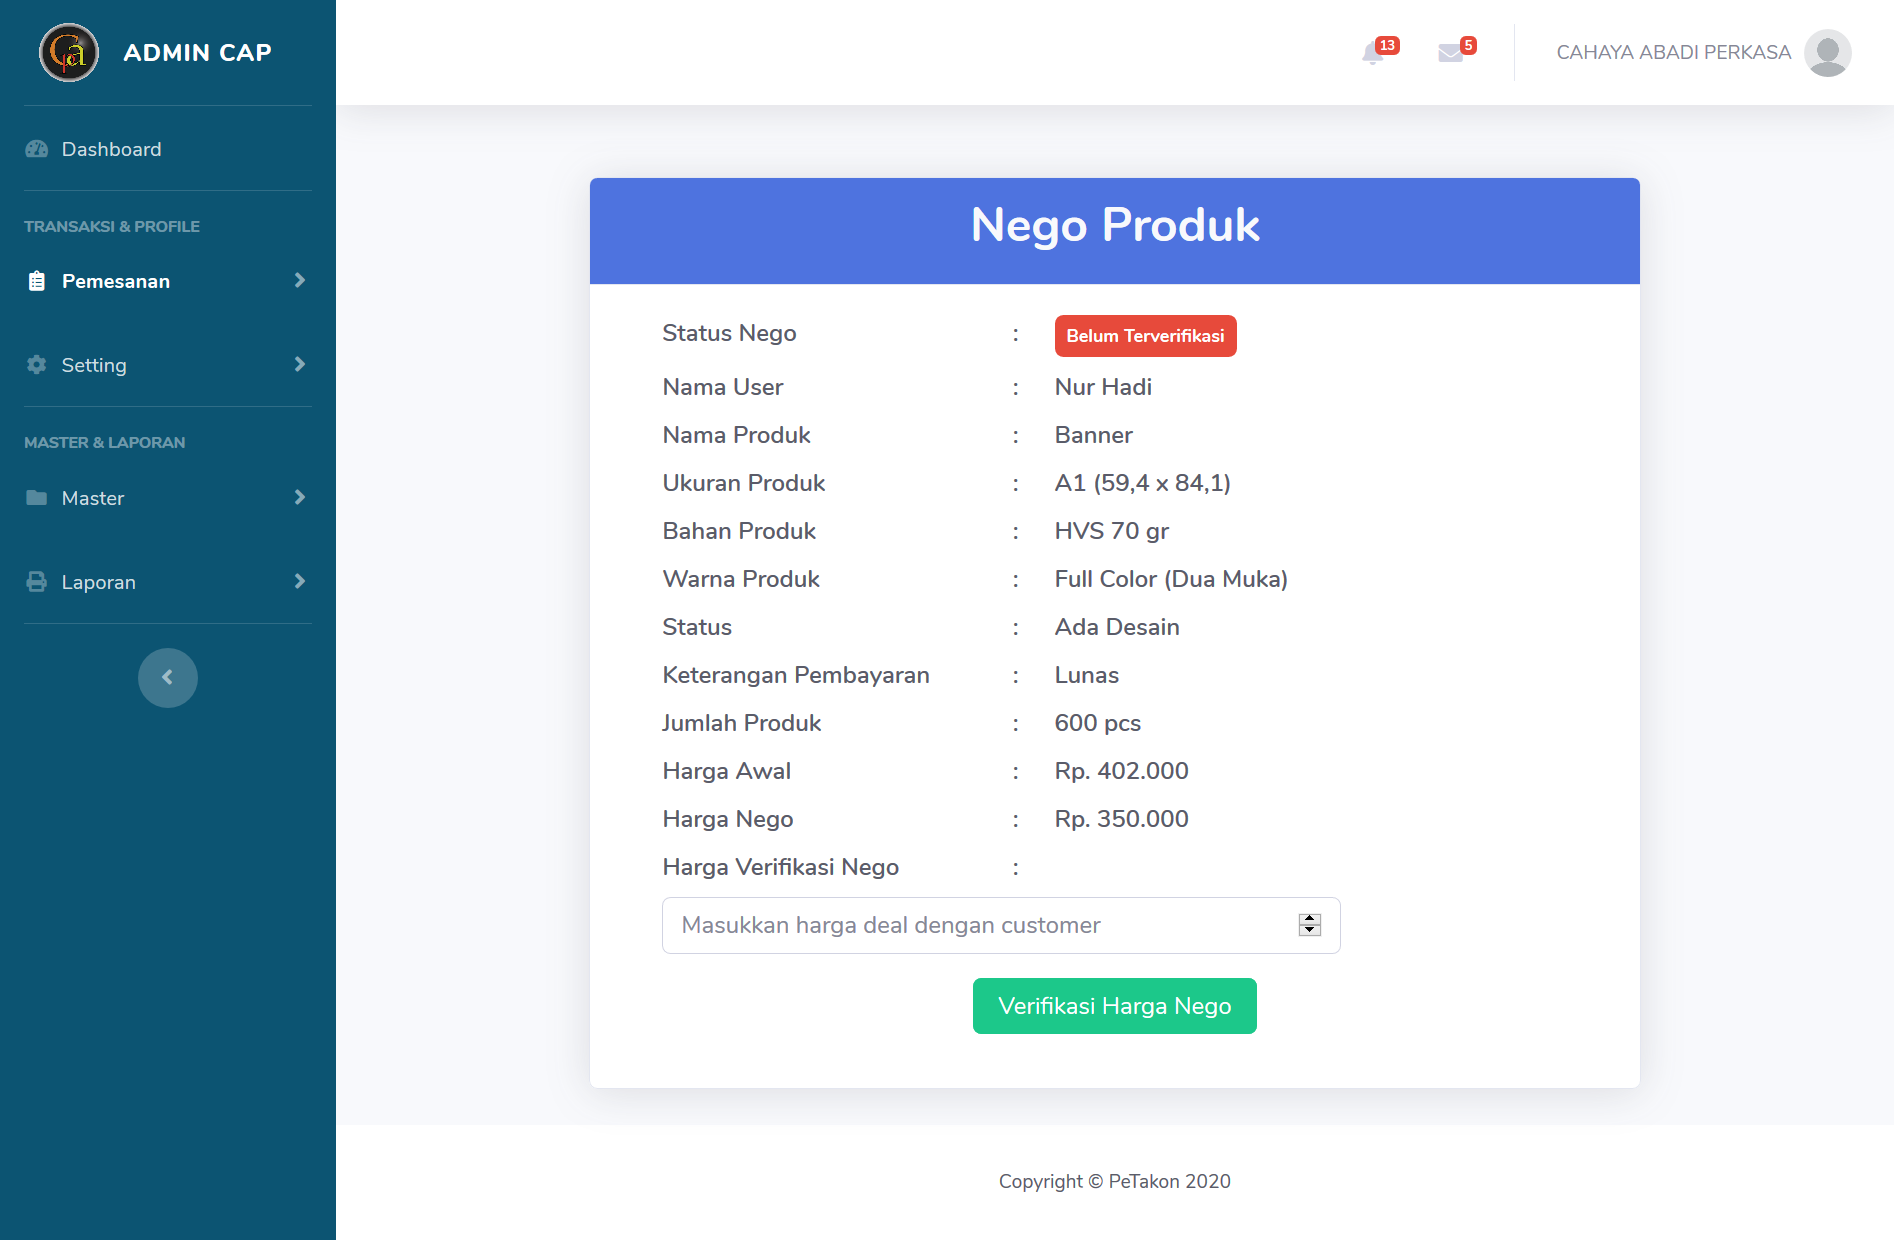 ADMIN CAP
13
5
CAHAYA ABADI PERKASA
Dashboard
TRANSAKSI & PROFILE
Pemesanan
Setting
MASTER & LAPORAN
Master
Laporan
Nego Produk
Status Nego : Belum Terverifikasi
Nama User : Nur Hadi
Nama Produk : Banner
Ukuran Produk : A1 (59,4 x 84,1)
Bahan Produk : HVS 70 gr
Warna Produk : Full Color (Dua Muka)
Status : Ada Desain
Keterangan Pembayaran : Lunas
Jumlah Produk : 600 pcs
Harga Awal : Rp. 402.000
Harga Nego : Rp. 350.000
Harga Verifikasi Nego :
Masukkan harga deal dengan customer
Verifikasi Harga Nego
Copyright © PeTakon 2020